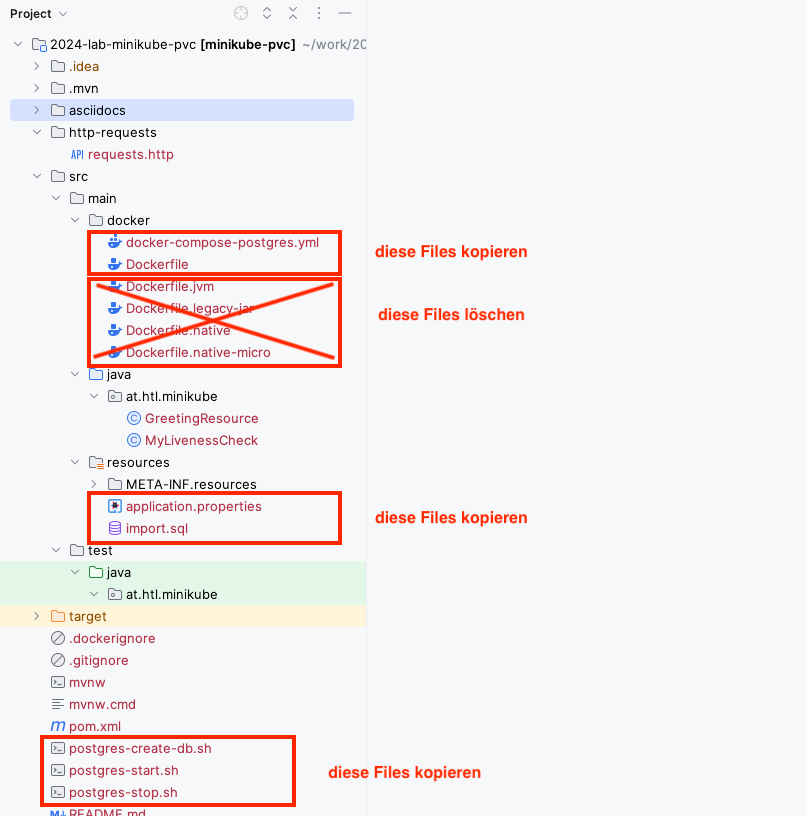 Project
2024-lab-minikube-pvc [minikube-pvc] ~/work/20
.idea
.mvn
asciidocs
http-requests
API requests.http
src
main
docker
docker-compose-postgres.yml
diese Files kopieren
Dockerfile
Dockerfile.jvm
Dockerfile.legacy-jar
diese Files löschen
Dockerfile.native
Dockerfile.native-micro
java
at.htl.minikube
C GreetingResource
C MyLivenessCheck
resources
META-INF.resources
application.properties
diese Files kopieren
import.sql
test
java
at.htl.minikube
target
.dockerignore
.gitignore
mvnw
mvnw.cmd
m pom.xml
postgres-create-db.sh
postgres-start.sh
diese Files kopieren
postgres-stop.sh
M↓ README.md